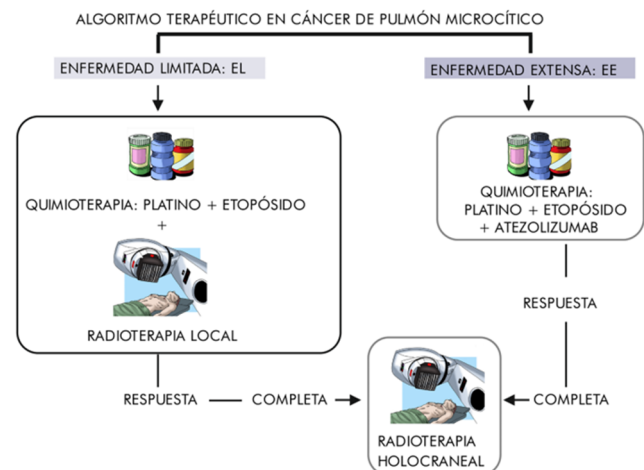 ALGORITMO TERAPÉUTICO EN CÁNCER DE PULMÓN MICROCÍTICO
ENFERMEDAD LIMITADA: EL
ENFERMEDAD EXTENSA: EE
QUIMIOTERAPIA: PLATINO + ETOPÓSIDO
+
RADIOTERAPIA LOCAL
QUIMIOTERAPIA:
PLATINO + ETOPÓSIDO
+ ATEZOLIZUMAB
RESPUESTA
RESPUESTA
COMPLETA
COMPLETA
RADIOTERAPIA
HOLOCRANEAL